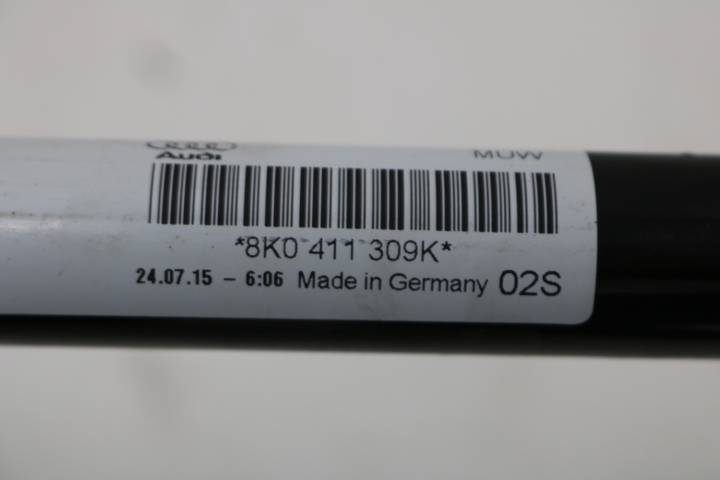 Audi MUW
*8K0 411 309K*
24.07.15 – 6:06 Made in Germany 02S